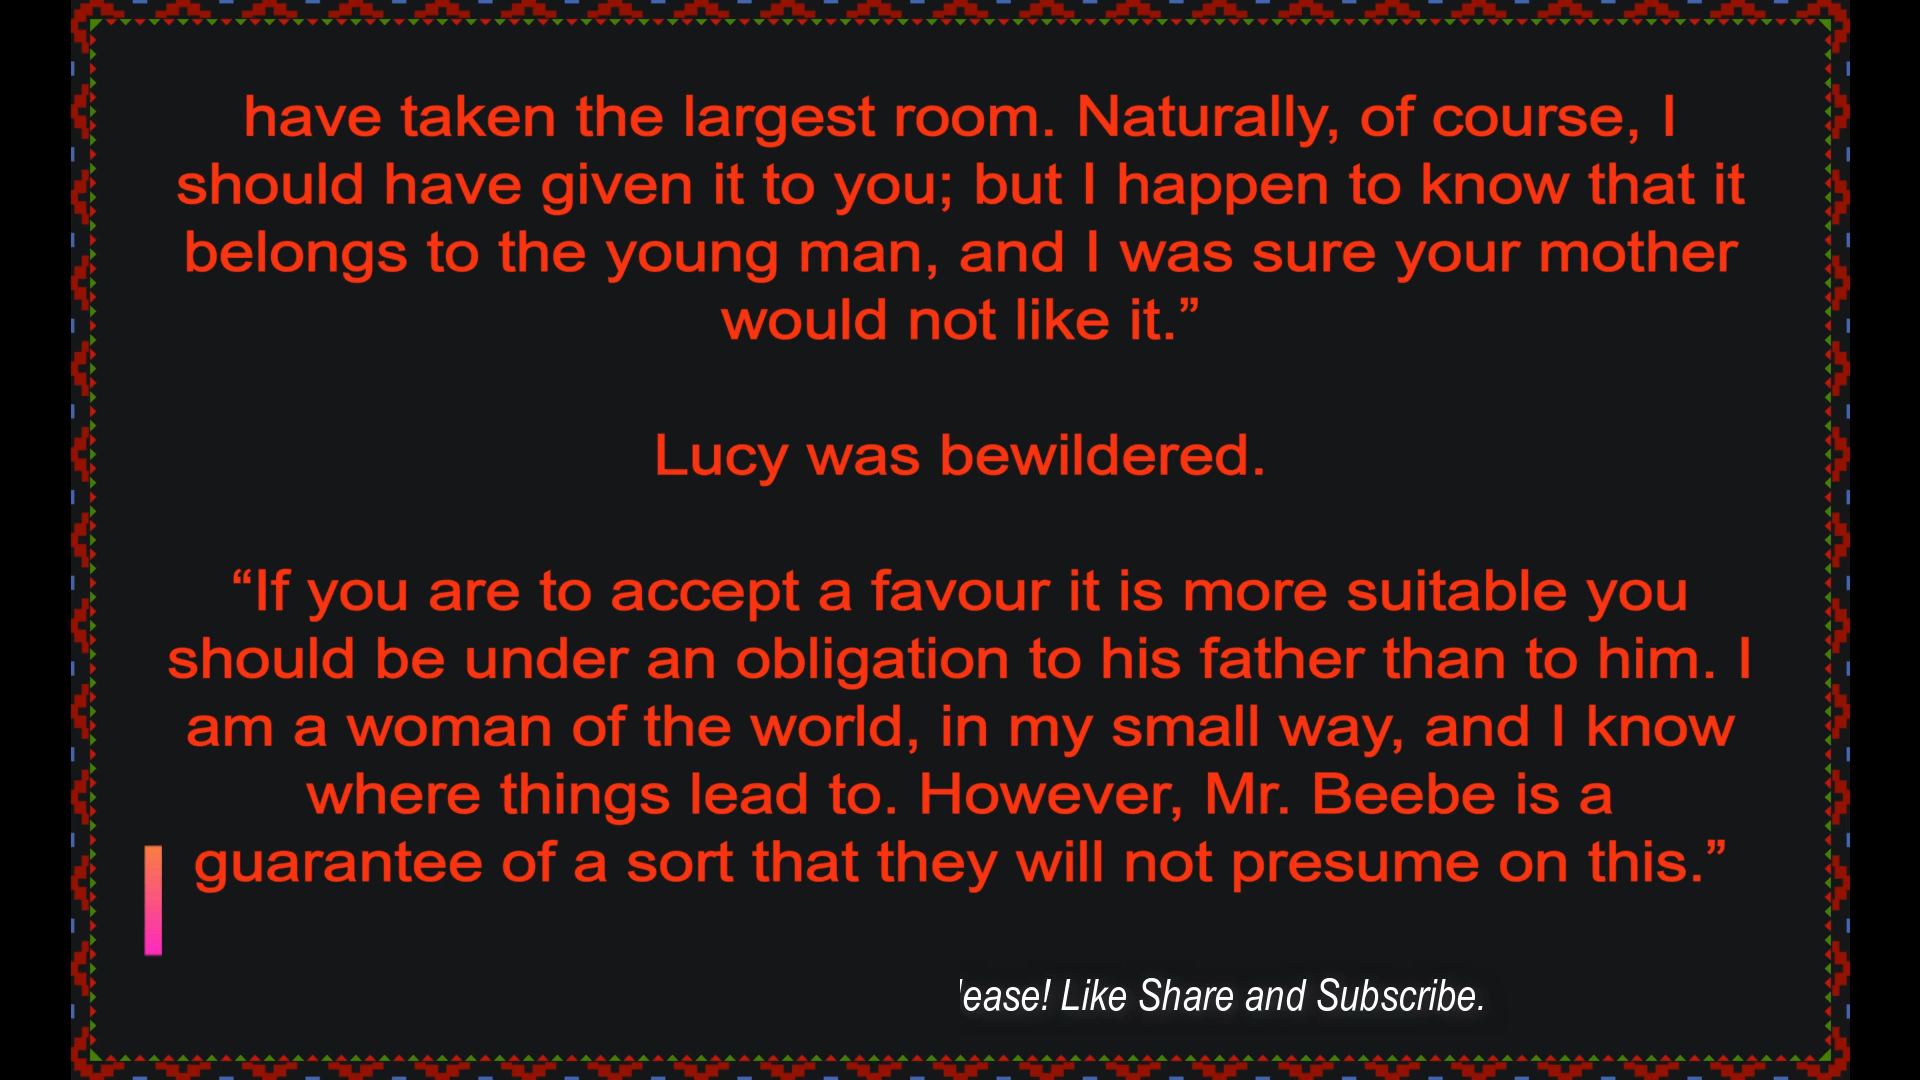 have taken the largest room. Naturally, of course, I
should have given it to you; but I happen to know that it
belongs to the young man, and I was sure your mother
would not like it.”
Lucy was bewildered.
“If you are to accept a favour it is more suitable you
should be under an obligation to his father than to him. I
am a woman of the world, in my small way, and I know
where things lead to. However, Mr. Beebe is a
guarantee of a sort that they will not presume on this.”
lease! Like Share and Subscribe.